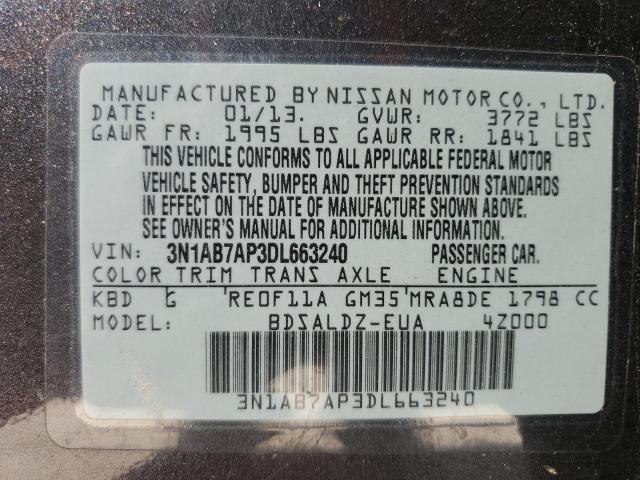 MANUFACTURED BY NISSAN MOTOR CO., LTD.
DATE: 01/13. GVWR: 3772 LBS
GAWR FR: 1995 LBS GAWR RR: 1841 LBS
THIS VEHICLE CONFORMS TO ALL APPLICABLE FEDERAL MOTOR
VEHICLE SAFETY, BUMPER AND THEFT PREVENTION STANDARDS
IN EFFECT ON THE DATE OF MANUFACTURE SHOWN ABOVE.
SEE OWNER'S MANUAL FOR ADDITIONAL INFORMATION.
VIN: 3N1AB7AP3DL663240 PASSENGER CAR.
COLOR TRIM TRANS AXLE ENGINE
KBD G RE0F11A GM35 MRA8DE 1798 CC
MODEL: BDSALDZ-EUA 4Z000
3N1AB7AP3DL663240